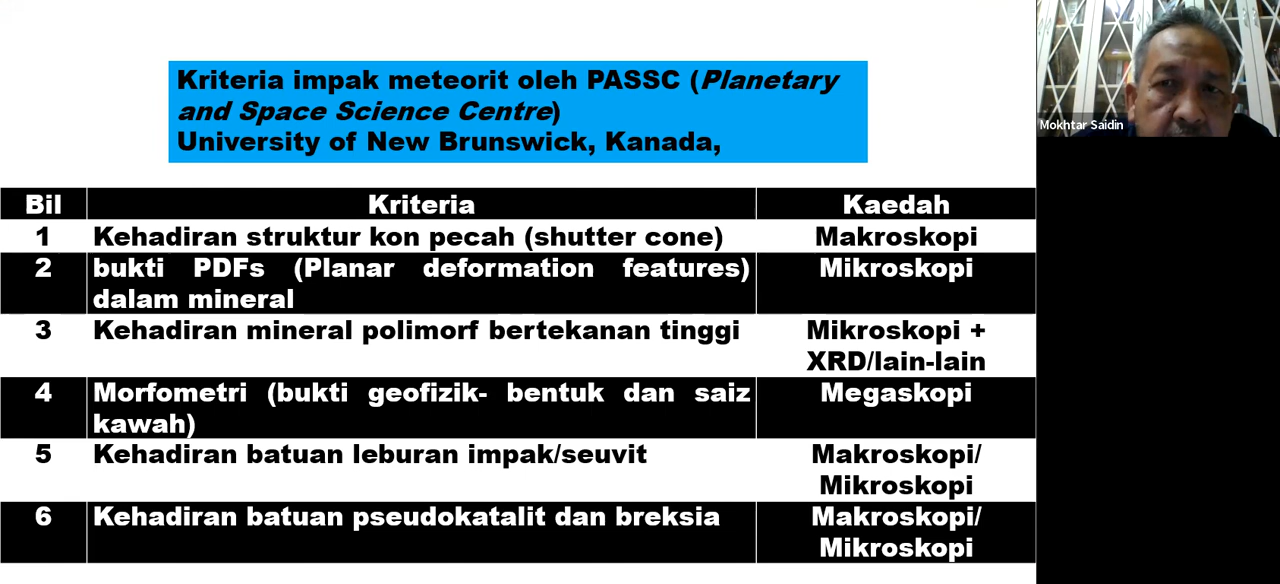 Kriteria impak meteorit oleh PASSC (Planetary
and Space Science Centre)
University of New Brunswick, Kanada,
Mokhtar Saidin
Bil Kriteria Kaedah
1 Kehadiran struktur kon pecah (shutter cone) Makroskopi
2 bukti PDFs (Planar deformation features) Mikroskopi
dalam mineral
3 Kehadiran mineral polimorf bertekanan tinggi Mikroskopi +
XRD/lain-lain
4 Morfometri (bukti geofizik- bentuk dan saiz Megaskopi
kawah)
5 Kehadiran batuan leburan impak/seuvit Makroskopi/
Mikroskopi
6 Kehadiran batuan pseudokatalit dan breksia Makroskopi/
Mikroskopi